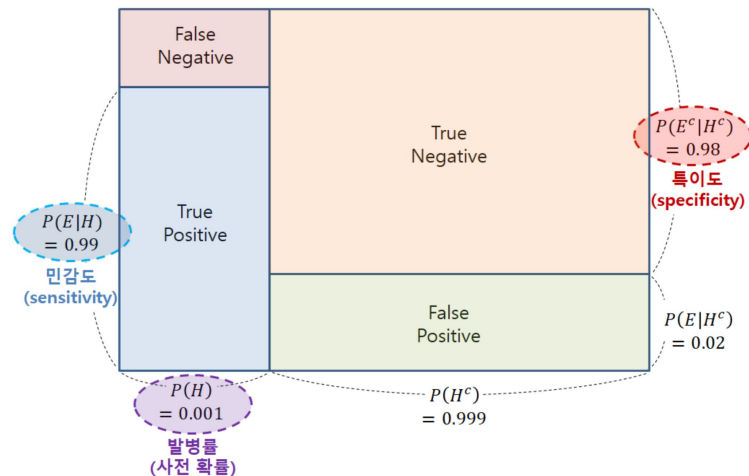 False
Negative
True
Negative
P(E^c|H^c)
= 0.98
특이도
(specificity)
True
Positive
P(E|H)
= 0.99
민감도
(sensitivity)
False
Positive
P(E|H^c)
= 0.02
P(H)
= 0.001
발병률
(사전 확률)
P(H^c)
= 0.999